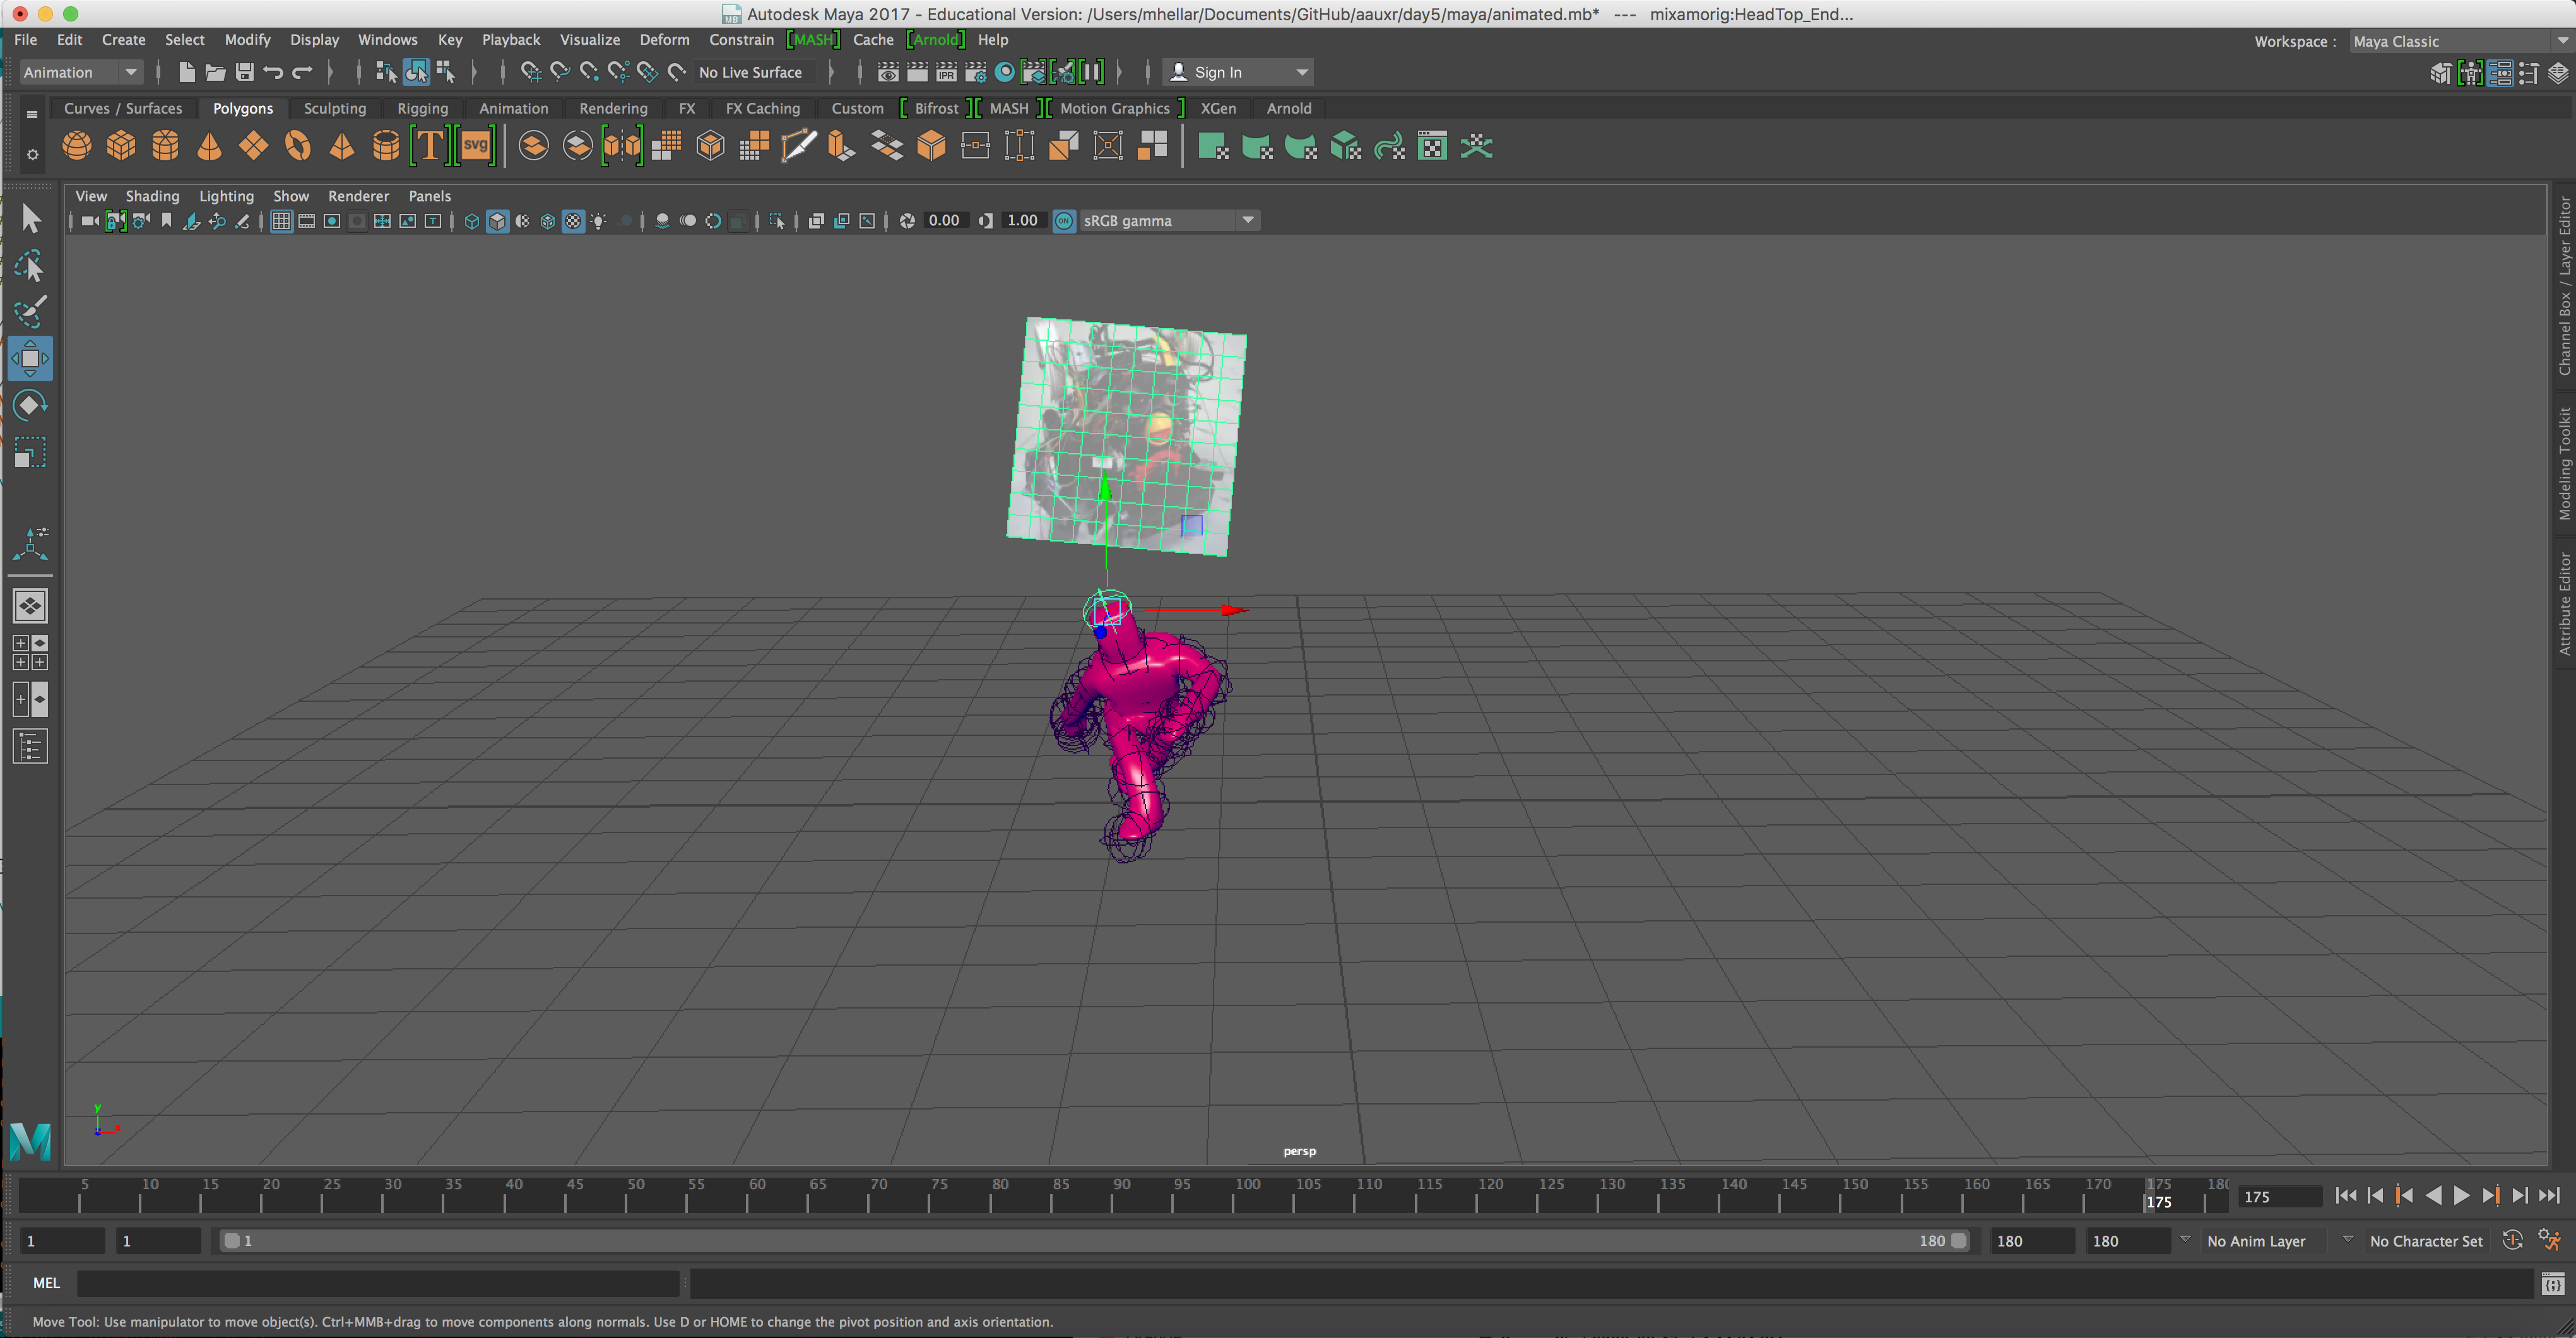 Autodesk Maya 2017 - Educational Version: /Users/mhellar/Documents/GitHub/aauxr/day5/maya/animated.mb* --- mixamorig:HeadTop_End...
File Edit Create Select Modify Display Windows Key Playback Visualize Deform Constrain MASH Cache Arnold Help
Workspace : Maya Classic
Animation No Live Surface IPR Sign In
Curves / Surfaces Polygons Sculpting Rigging Animation Rendering FX FX Caching Custom Bifrost MASH Motion Graphics XGen Arnold
T svg
View Shading Lighting Show Renderer Panels
0.00 1.00 ON sRGB gamma
Channel Box / Layer Editor
Modeling Toolkit
Attribute Editor
y
x
persp
M
5 10 15 20 25 30 35 40 45 50 55 60 65 70 75 80 85 90 95 100 105 110 115 120 125 130 135 140 145 150 155 160 165 170 175 180
175 175
1 1 1 180 180 180 No Anim Layer No Character Set
MEL
Move Tool: Use manipulator to move object(s). Ctrl+MMB+drag to move components along normals. Use D or HOME to change the pivot position and axis orientation.